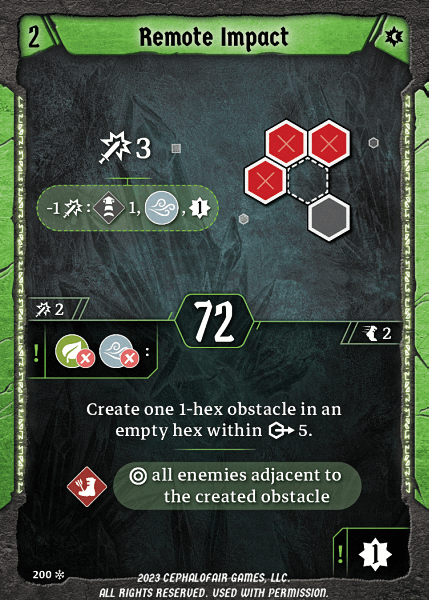 2
Remote Impact
3
-1 : 1, , 1
2
72
2
! :
Create one 1-hex obstacle in an
empty hex within 5.
all enemies adjacent to
the created obstacle
! 1
200
2023 CEPHALOFAIR GAMES, LLC.
ALL RIGHTS RESERVED. USED WITH PERMISSION.